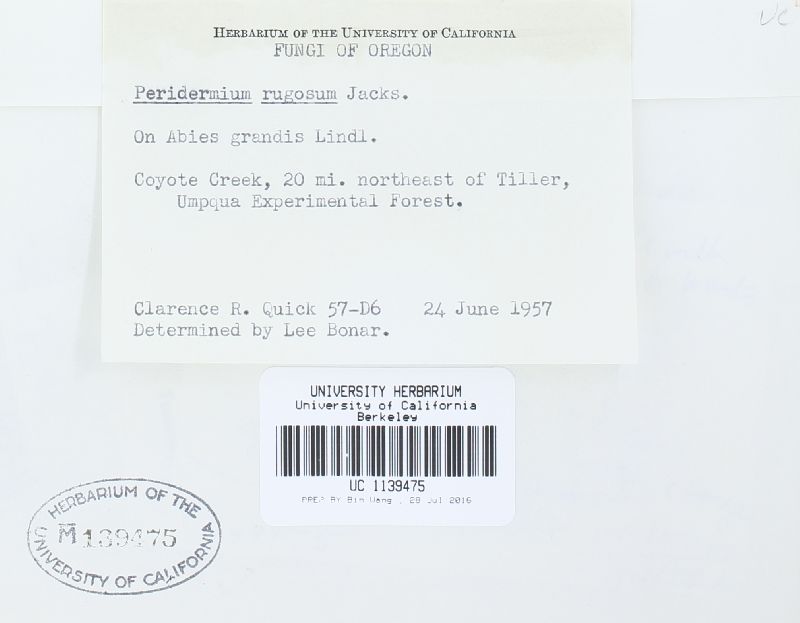 UC
HERBARIUM OF THE UNIVERSITY OF CALIFORNIA
FUNGI OF OREGON
Peridermium rugosum Jacks.
On Abies grandis Lindl.
Coyote Creek, 20 mi. northeast of Tiller,
Umpqua Experimental Forest.
Clarence R. Quick 57-D6 24 June 1957
Determined by Lee Bonar.
UNIVERSITY HERBARIUM
University of California
Berkeley
UC 1139475
PREP BY Bin Wang , 28 Jul 2016
HERBARIUM OF THE
M 139475
UNIVERSITY OF CALIFORNIA